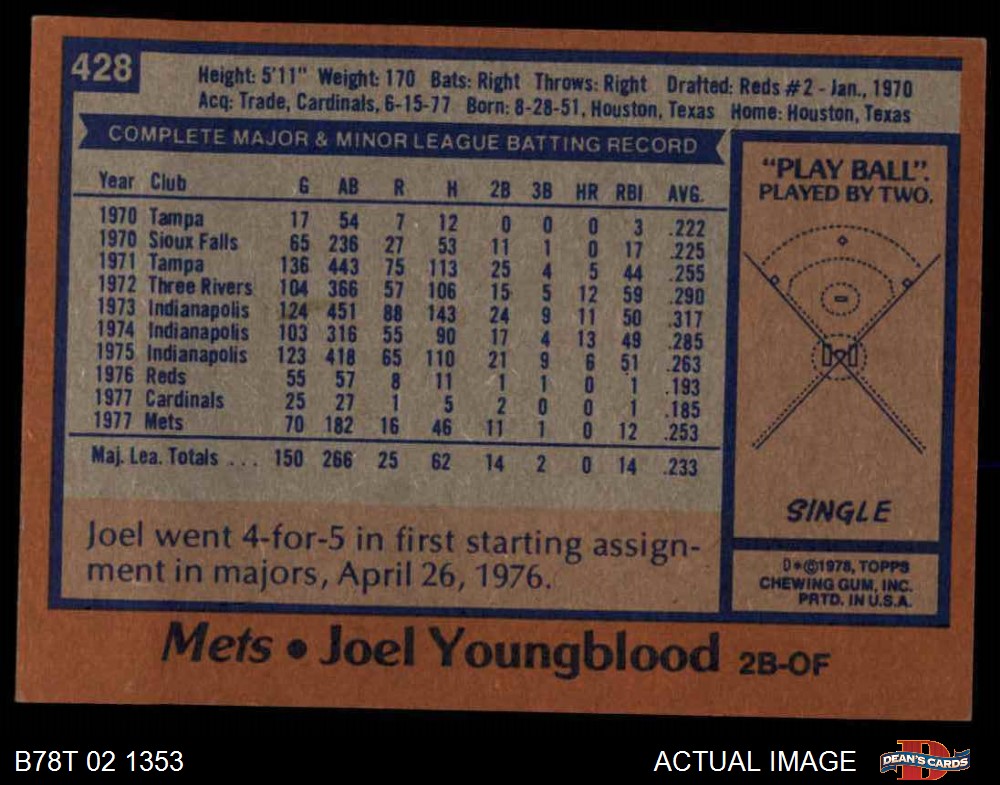 428
Height: 5'11" Weight: 170 Bats: Right Throws: Right Drafted: Reds #2 - Jan., 1970
Acq: Trade, Cardinals, 6-15-77 Born: 8-28-51, Houston, Texas Home: Houston, Texas
COMPLETE MAJOR & MINOR LEAGUE BATTING RECORD
Year Club G AB R H 2B 3B HR RBI AVG.
1970 Tampa 17 54 7 12 0 0 0 3 .222
1970 Sioux Falls 65 236 27 53 11 1 0 17 .225
1971 Tampa 136 443 75 113 25 4 5 44 .255
1972 Three Rivers 104 366 57 106 15 5 12 59 .290
1973 Indianapolis 124 451 88 143 24 9 11 50 .317
1974 Indianapolis 103 316 55 90 17 4 13 49 .285
1975 Indianapolis 123 418 65 110 21 9 6 51 .263
1976 Reds 55 57 8 11 1 1 0 1 .193
1977 Cardinals 25 27 1 5 2 0 0 1 .185
1977 Mets 70 182 16 46 11 1 0 12 .253
Maj. Lea. Totals ... 150 266 25 62 14 2 0 14 .233
Joel went 4-for-5 in first starting assign-
ment in majors, April 26, 1976.
"PLAY BALL".
PLAYED BY TWO.
SINGLE
D*©1978, TOPPS
CHEWING GUM, INC.
PRTD. IN U.S.A.
Mets • Joel Youngblood 2B-OF
B78T 02 1353
ACTUAL IMAGE
D
DEAN'S CARDS